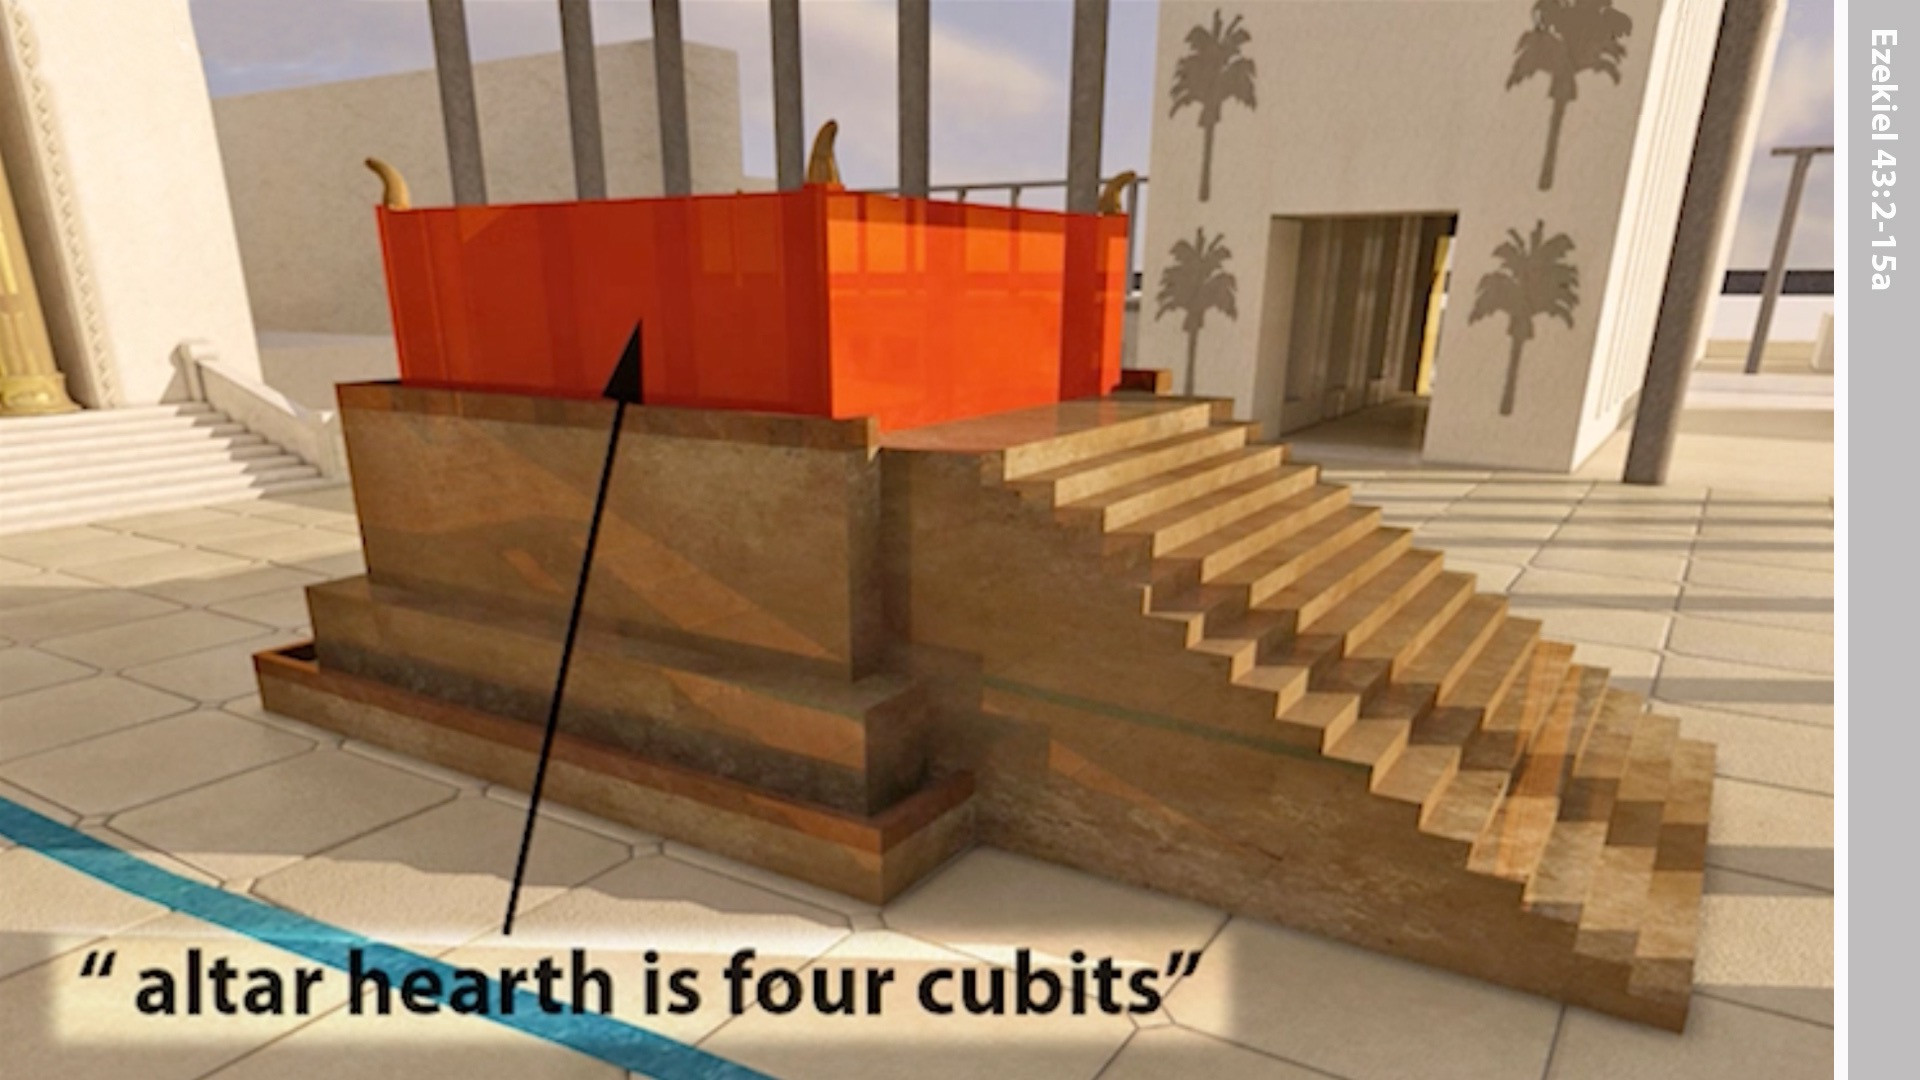 Ezekiel 43:2-15a
“ altar hearth is four cubits”